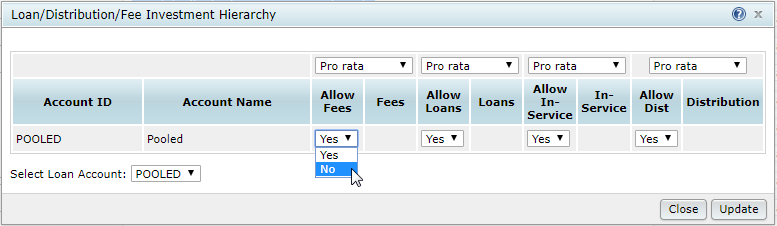 Loan/Distribution/Fee Investment Hierarchy ? x
Pro rata Pro rata Pro rata Pro rata
Account ID Account Name Allow Fees Fees Allow Loans Loans Allow In-Service In-Service Allow Dist Distribution
POOLED Pooled Yes Yes Yes Yes
Yes
No
Select Loan Account: POOLED
Close Update